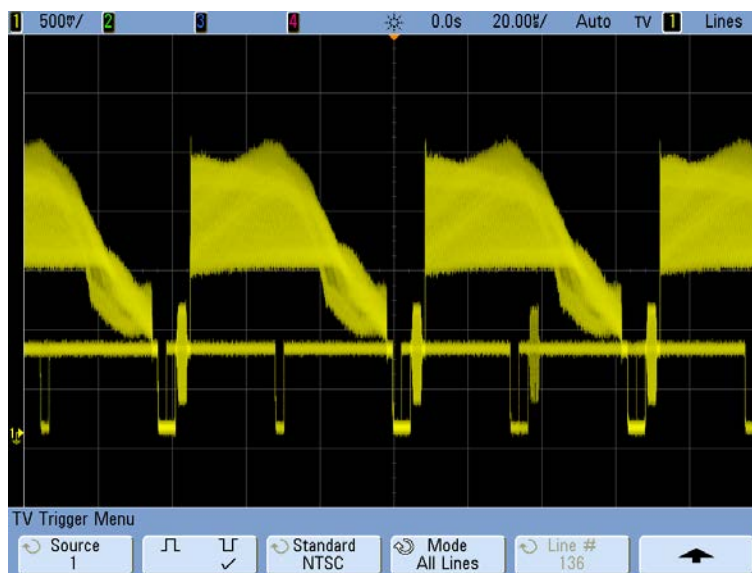 1 500mV/ 2 3 4 0.0s 20.00µ/ Auto TV 1 Lines
1
TV Trigger Menu
Source Standard Mode Line #
1 NTSC All Lines 136